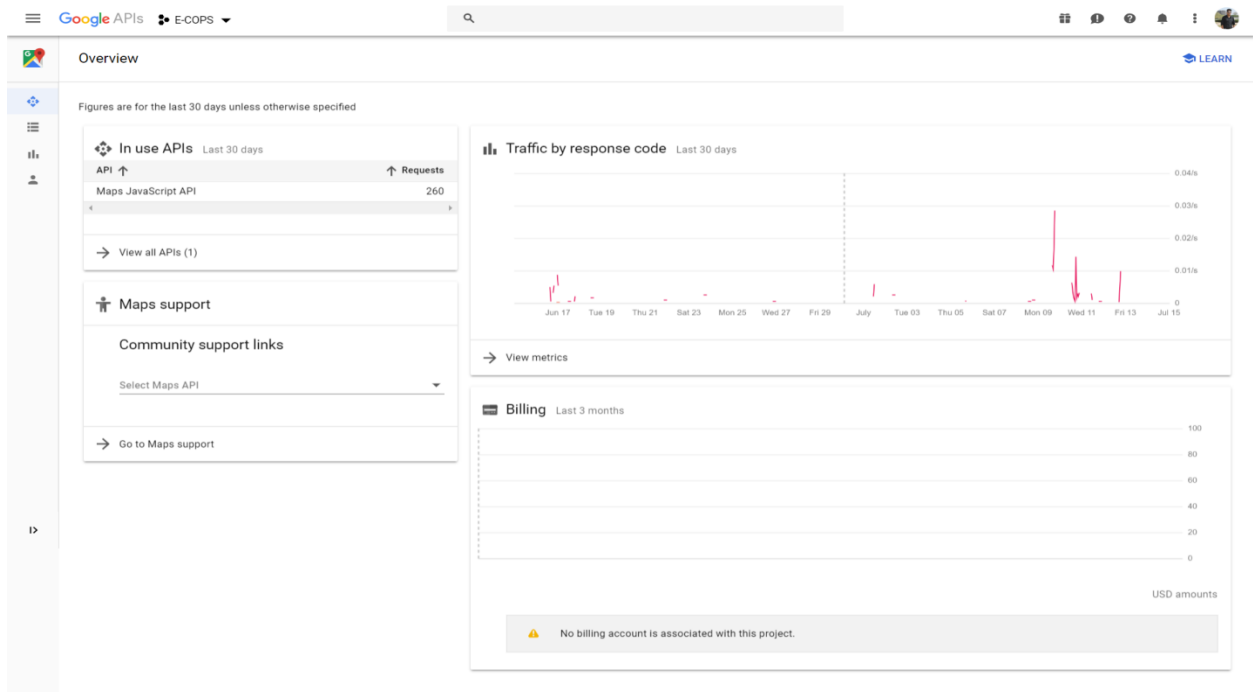 Google APIs E-COPS
Overview
LEARN
Figures are for the last 30 days unless otherwise specified
In use APIs Last 30 days
API Requests
Maps JavaScript API 260
View all APIs (1)
Maps support
Community support links
Select Maps API
Go to Maps support
Traffic by response code Last 30 days
0.04/s
0.03/s
0.02/s
0.01/s
0
Jun 17 Tue 19 Thu 21 Sat 23 Mon 25 Wed 27 Fri 29 July Tue 03 Thu 05 Sat 07 Mon 09 Wed 11 Fri 13 Jul 15
View metrics
Billing Last 3 months
100
80
60
40
20
0
USD amounts
No billing account is associated with this project.